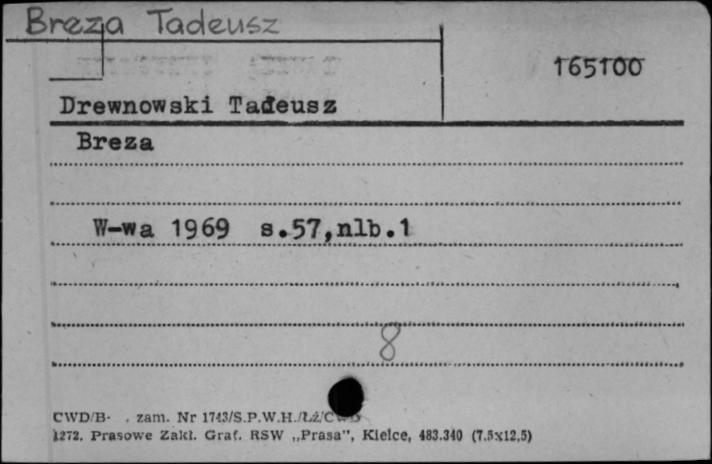 Breza Tadeusz
165100
Drewnowski Tadeusz
Breza
W-wa 1969 s.57,nlb.1
8
CWD/B- , zam. Nr 1743/S.P.W.H./Łź/CWD
1272. Prasowe Zakł. Graf. RSW „Prasa", Kielce, 483.340 (7.5x12,5)